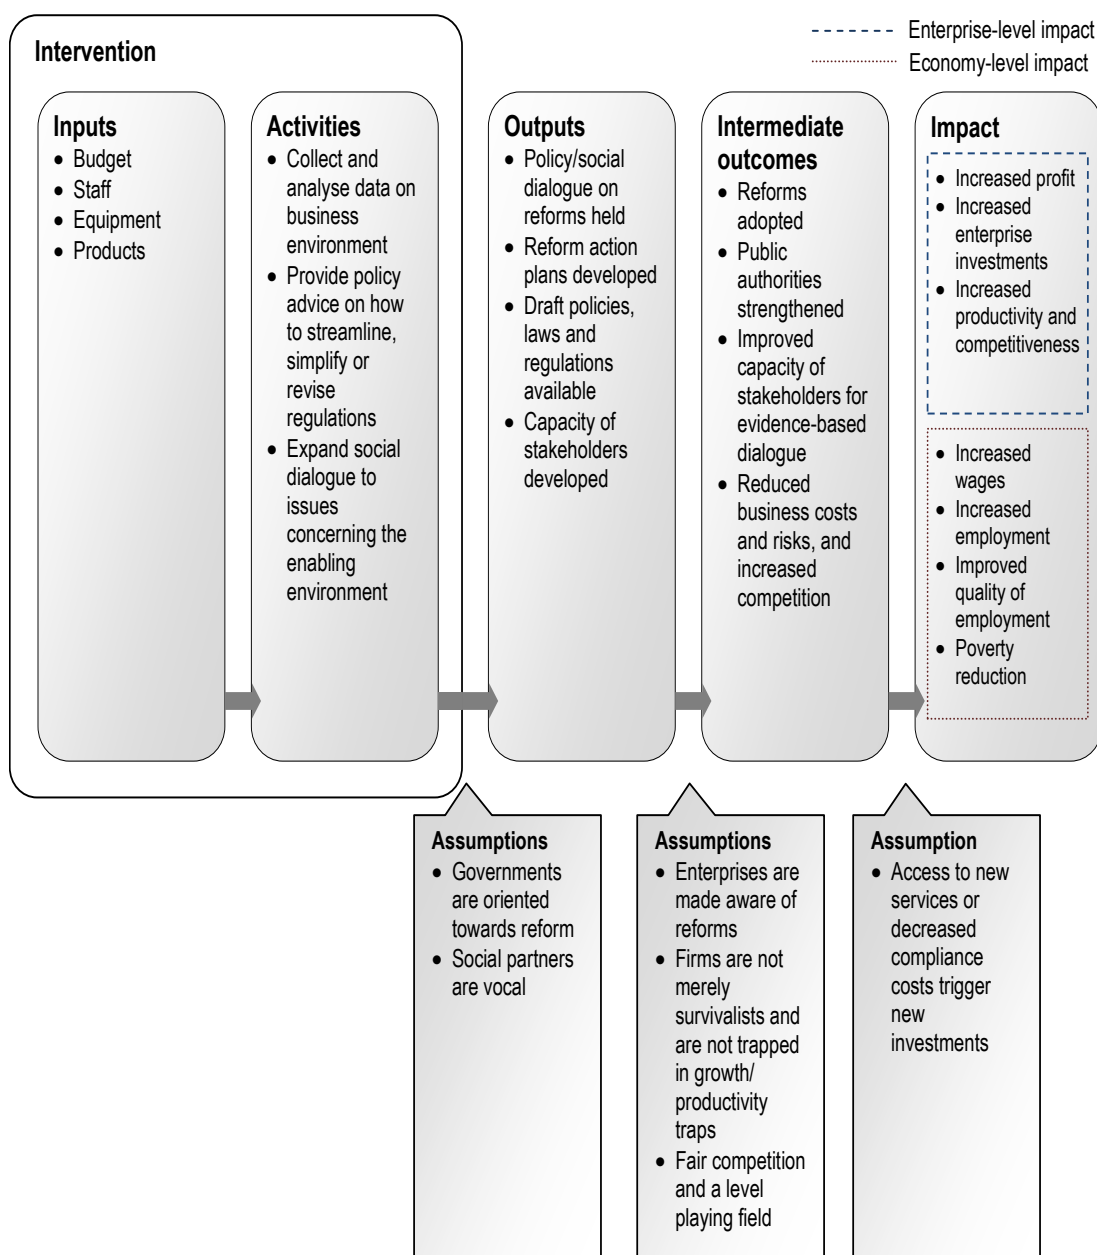 Enterprise-level impact
Economy-level impact
Intervention
Inputs
• Budget
• Staff
• Equipment
• Products
Activities
• Collect and
analyse data on
business
environment
• Provide policy
advice on how
to streamline,
simplify or
revise
regulations
• Expand social
dialogue to
issues
concerning the
enabling
environment
Outputs
• Policy/social
dialogue on
reforms held
• Reform action
plans developed
• Draft policies,
laws and
regulations
available
• Capacity of
stakeholders
developed
Intermediate
outcomes
• Reforms
adopted
• Public
authorities
strengthened
• Improved
capacity of
stakeholders for
evidence-based
dialogue
• Reduced
business costs
and risks, and
increased
competition
Impact
• Increased profit
• Increased
enterprise
investments
• Increased
productivity and
competitiveness
• Increased
wages
• Increased
employment
• Improved
quality of
employment
• Poverty
reduction
Assumptions
• Governments
are oriented
towards reform
• Social partners
are vocal
Assumptions
• Enterprises are
made aware of
reforms
• Firms are not
merely
survivalists and
are not trapped
in growth/
productivity
traps
• Fair competition
and a level
playing field
Assumption
• Access to new
services or
decreased
compliance
costs trigger
new
investments